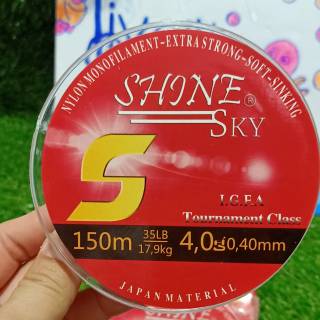 NYLON MONOFILAMENT-EXTRA STRONG-SOFT-SINKING
SHINE®
SKY
S
I.G.F.A
Tournament Class
150m 35LB 17,9kg 4,0号 0,40mm
JAPAN MATERIAL